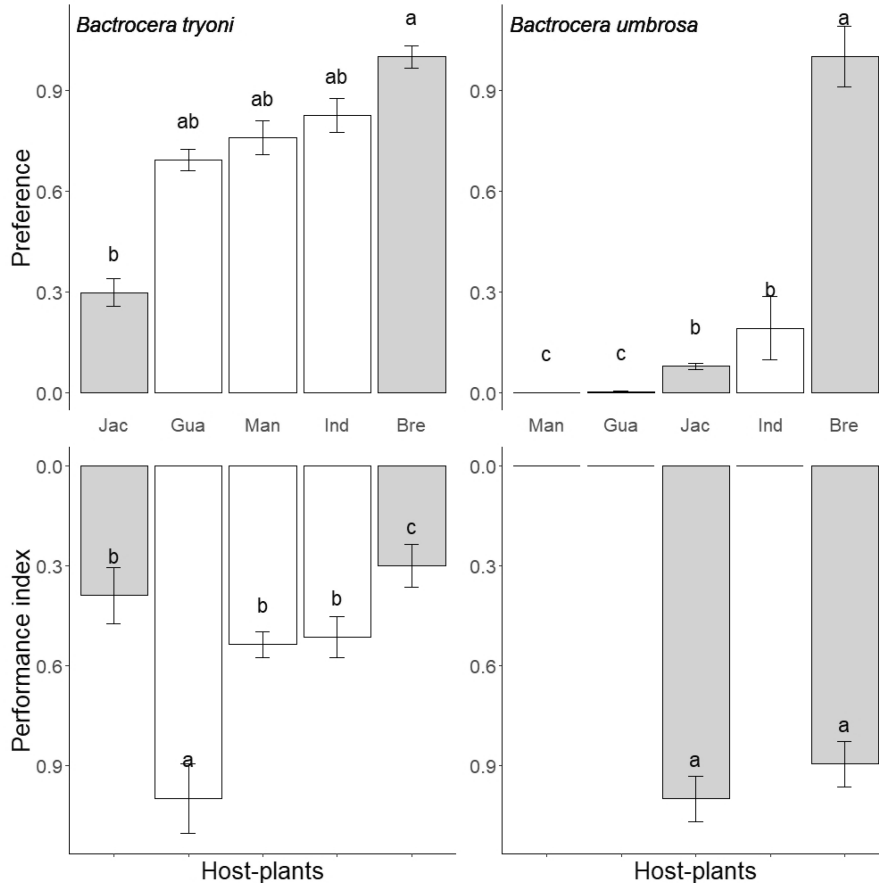 Bactrocera tryoni
Bactrocera umbrosa
Preference
0.9
0.6
0.3
0.0
b
ab
ab
ab
a
Jac Gua Man Ind Bre
0.9
0.6
0.3
0.0
c
c
b
b
a
Man Gua Jac Ind Bre
Performance index
0.0
0.3
0.6
0.9
b
a
b
b
c
Host-plants
0.0
0.3
0.6
0.9
a
a
Host-plants